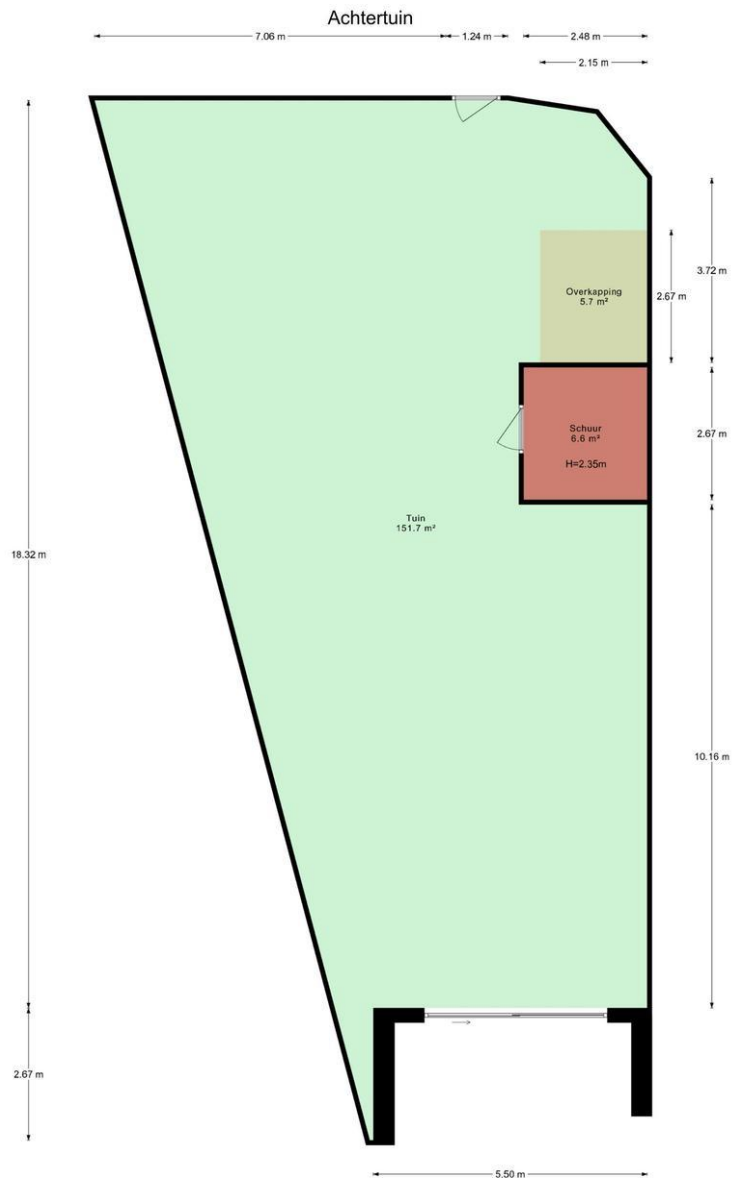 Achtertuin
7.06 m
1.24 m
2.48 m
2.15 m
3.72 m
2.67 m
Overkapping
5.7 m²
2.67 m
Schuur
6.6 m²
H=2.35m
Tuin
151.7 m²
18.32 m
10.16 m
2.67 m
5.50 m